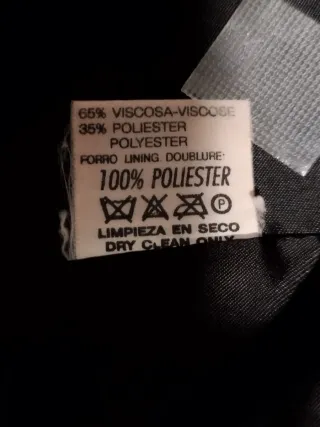 65% VISCOSA-VISCOSE
35% POLIESTER
POLYESTER
FORRO LINING DOUBLURE:
100% POLIESTER
P
LIMPIEZA EN SECO
DRY CLEAN ONLY